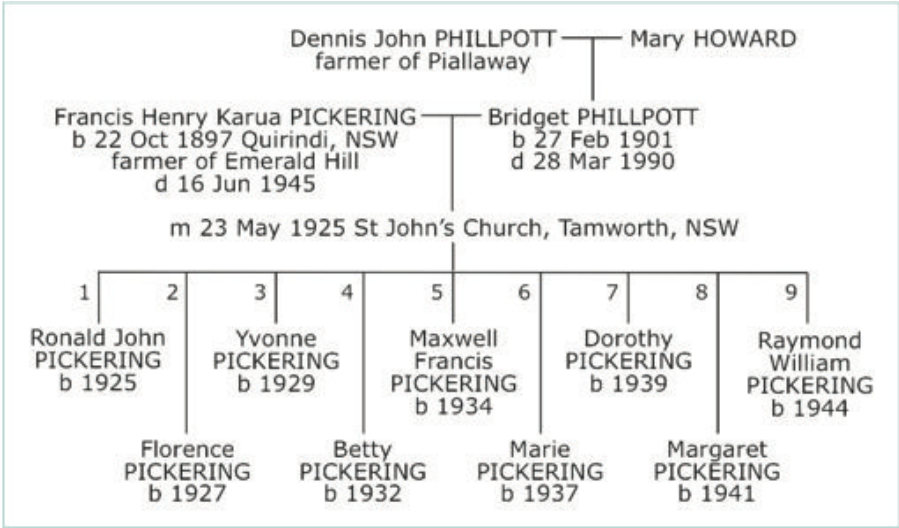 Dennis John PHILLPOTT
farmer of Piallaway
Mary HOWARD
Francis Henry Karua PICKERING
b 22 Oct 1897 Quirindi, NSW
farmer of Emerald Hill
d 16 Jun 1945
Bridget PHILLPOTT
b 27 Feb 1901
d 28 Mar 1990
m 23 May 1925 St John’s Church, Tamworth, NSW
1
Ronald John
PICKERING
b 1925
2
Florence
PICKERING
b 1927
3
Yvonne
PICKERING
b 1929
4
Betty
PICKERING
b 1932
5
Maxwell
Francis
PICKERING
b 1934
6
Marie
PICKERING
b 1937
7
Dorothy
PICKERING
b 1939
8
Margaret
PICKERING
b 1941
9
Raymond
William
PICKERING
b 1944